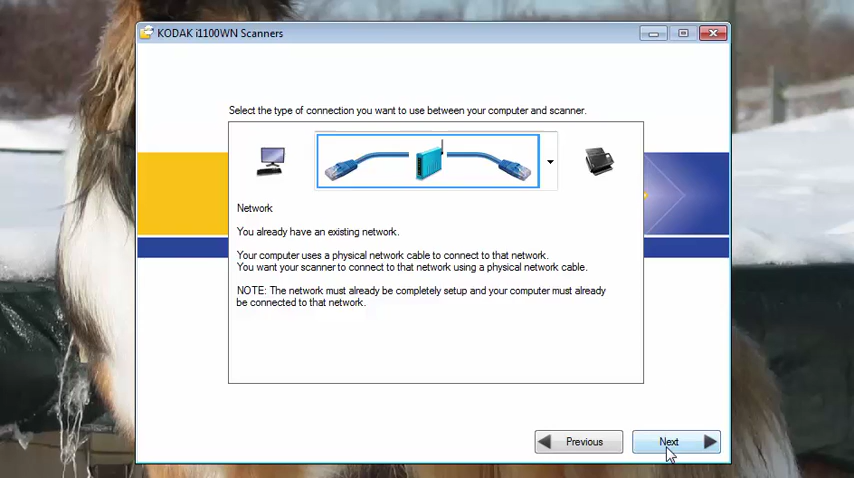 KODAK i1100WN Scanners
Select the type of connection you want to use between your computer and scanner.
Network
You already have an existing network.
Your computer uses a physical network cable to connect to that network.
You want your scanner to connect to that network using a physical network cable.
NOTE: The network must already be completely setup and your computer must already
be connected to that network.
Previous
Next